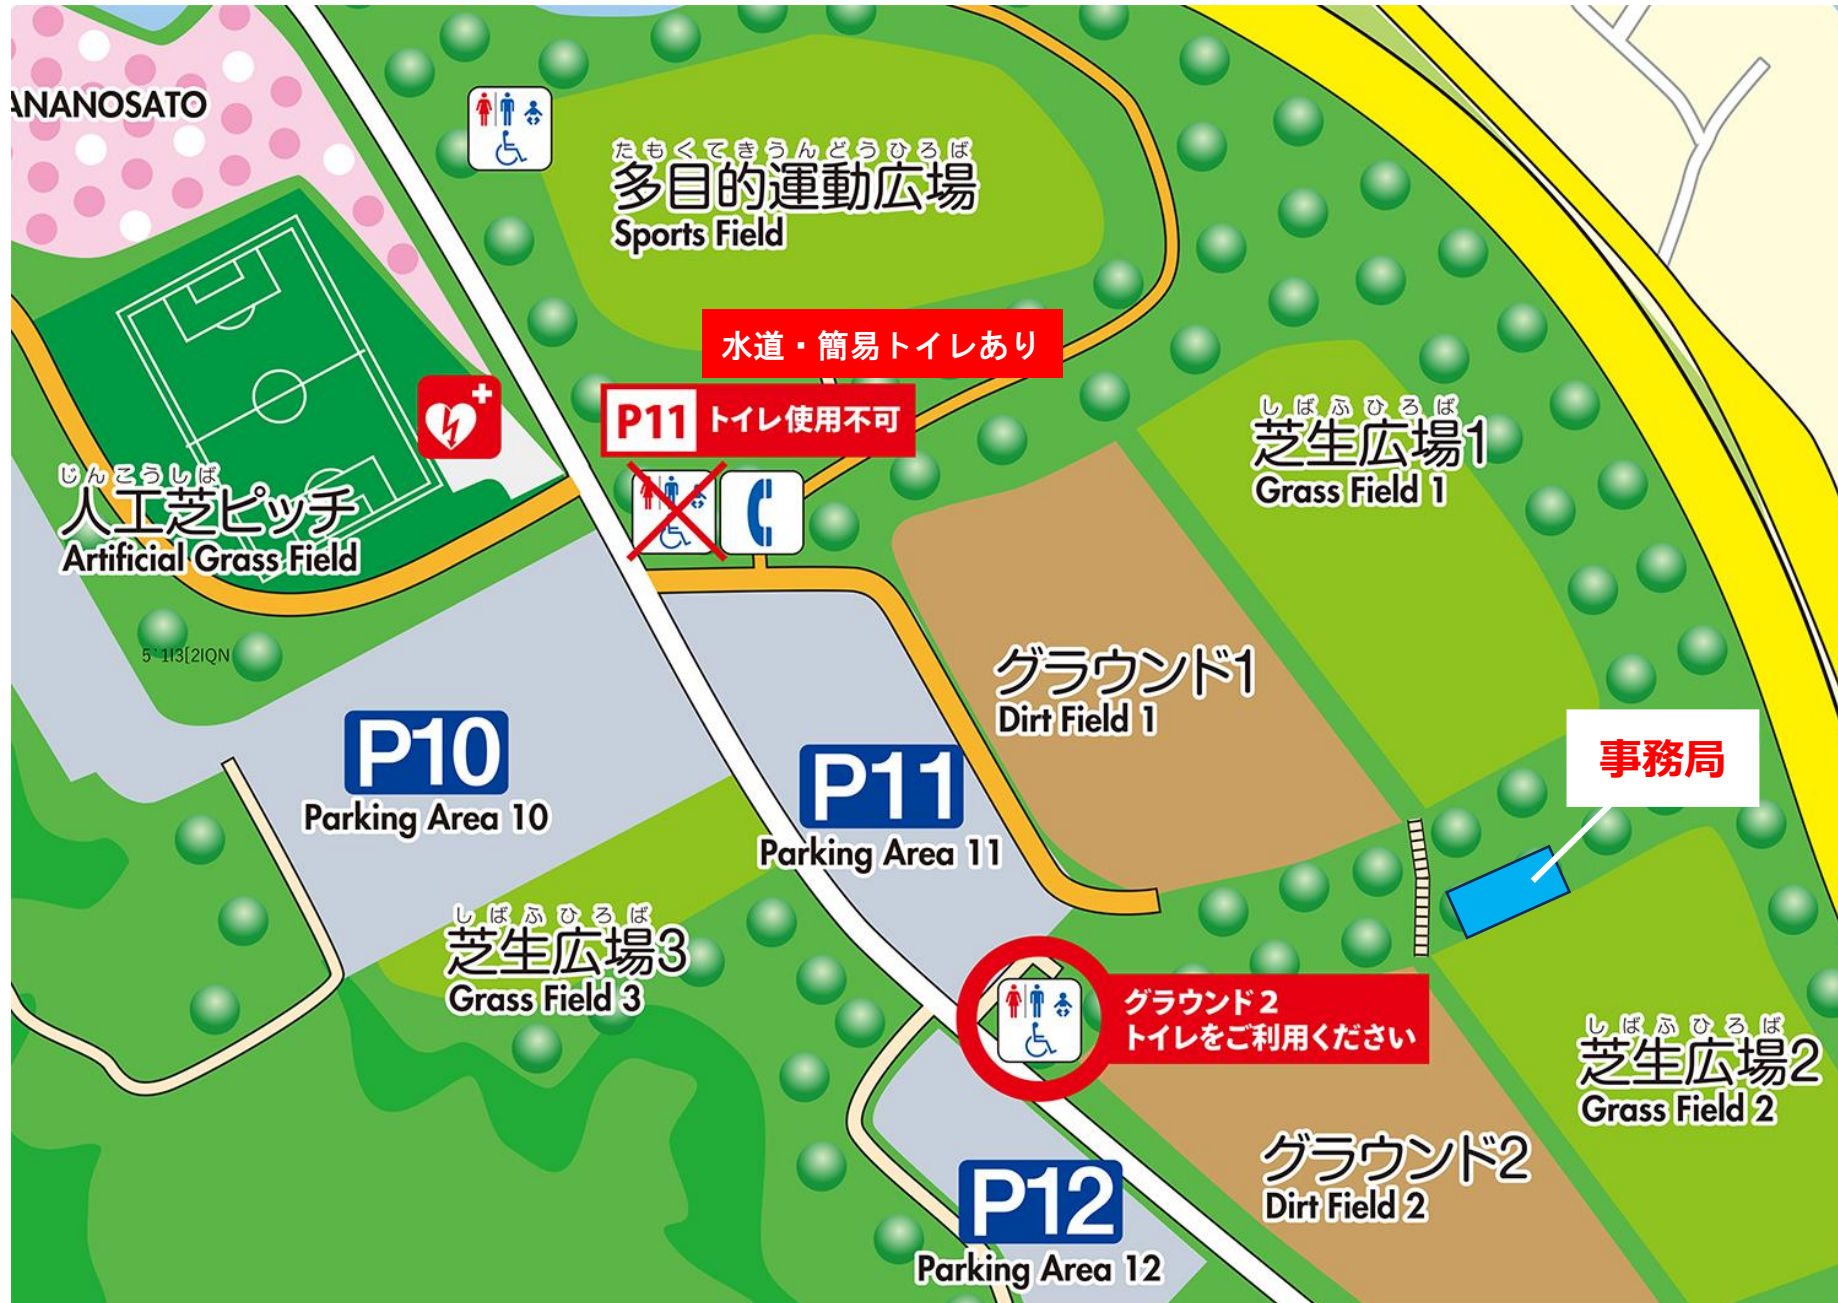 ANANOSATO
たもくてきうんどうひろば
多目的運動広場
Sports Field
水道・簡易トイレあり
P11 トイレ使用不可
しばふひろば
芝生広場1
Grass Field 1
じんこうしば
人工芝ピッチ
Artificial Grass Field
5`1I3[2IQN
グラウンド1
Dirt Field 1
P10
Parking Area 10
P11
Parking Area 11
事務局
しばふひろば
芝生広場3
Grass Field 3
グラウンド2
トイレをご利用ください
しばふひろば
芝生広場2
Grass Field 2
グラウンド2
Dirt Field 2
P12
Parking Area 12